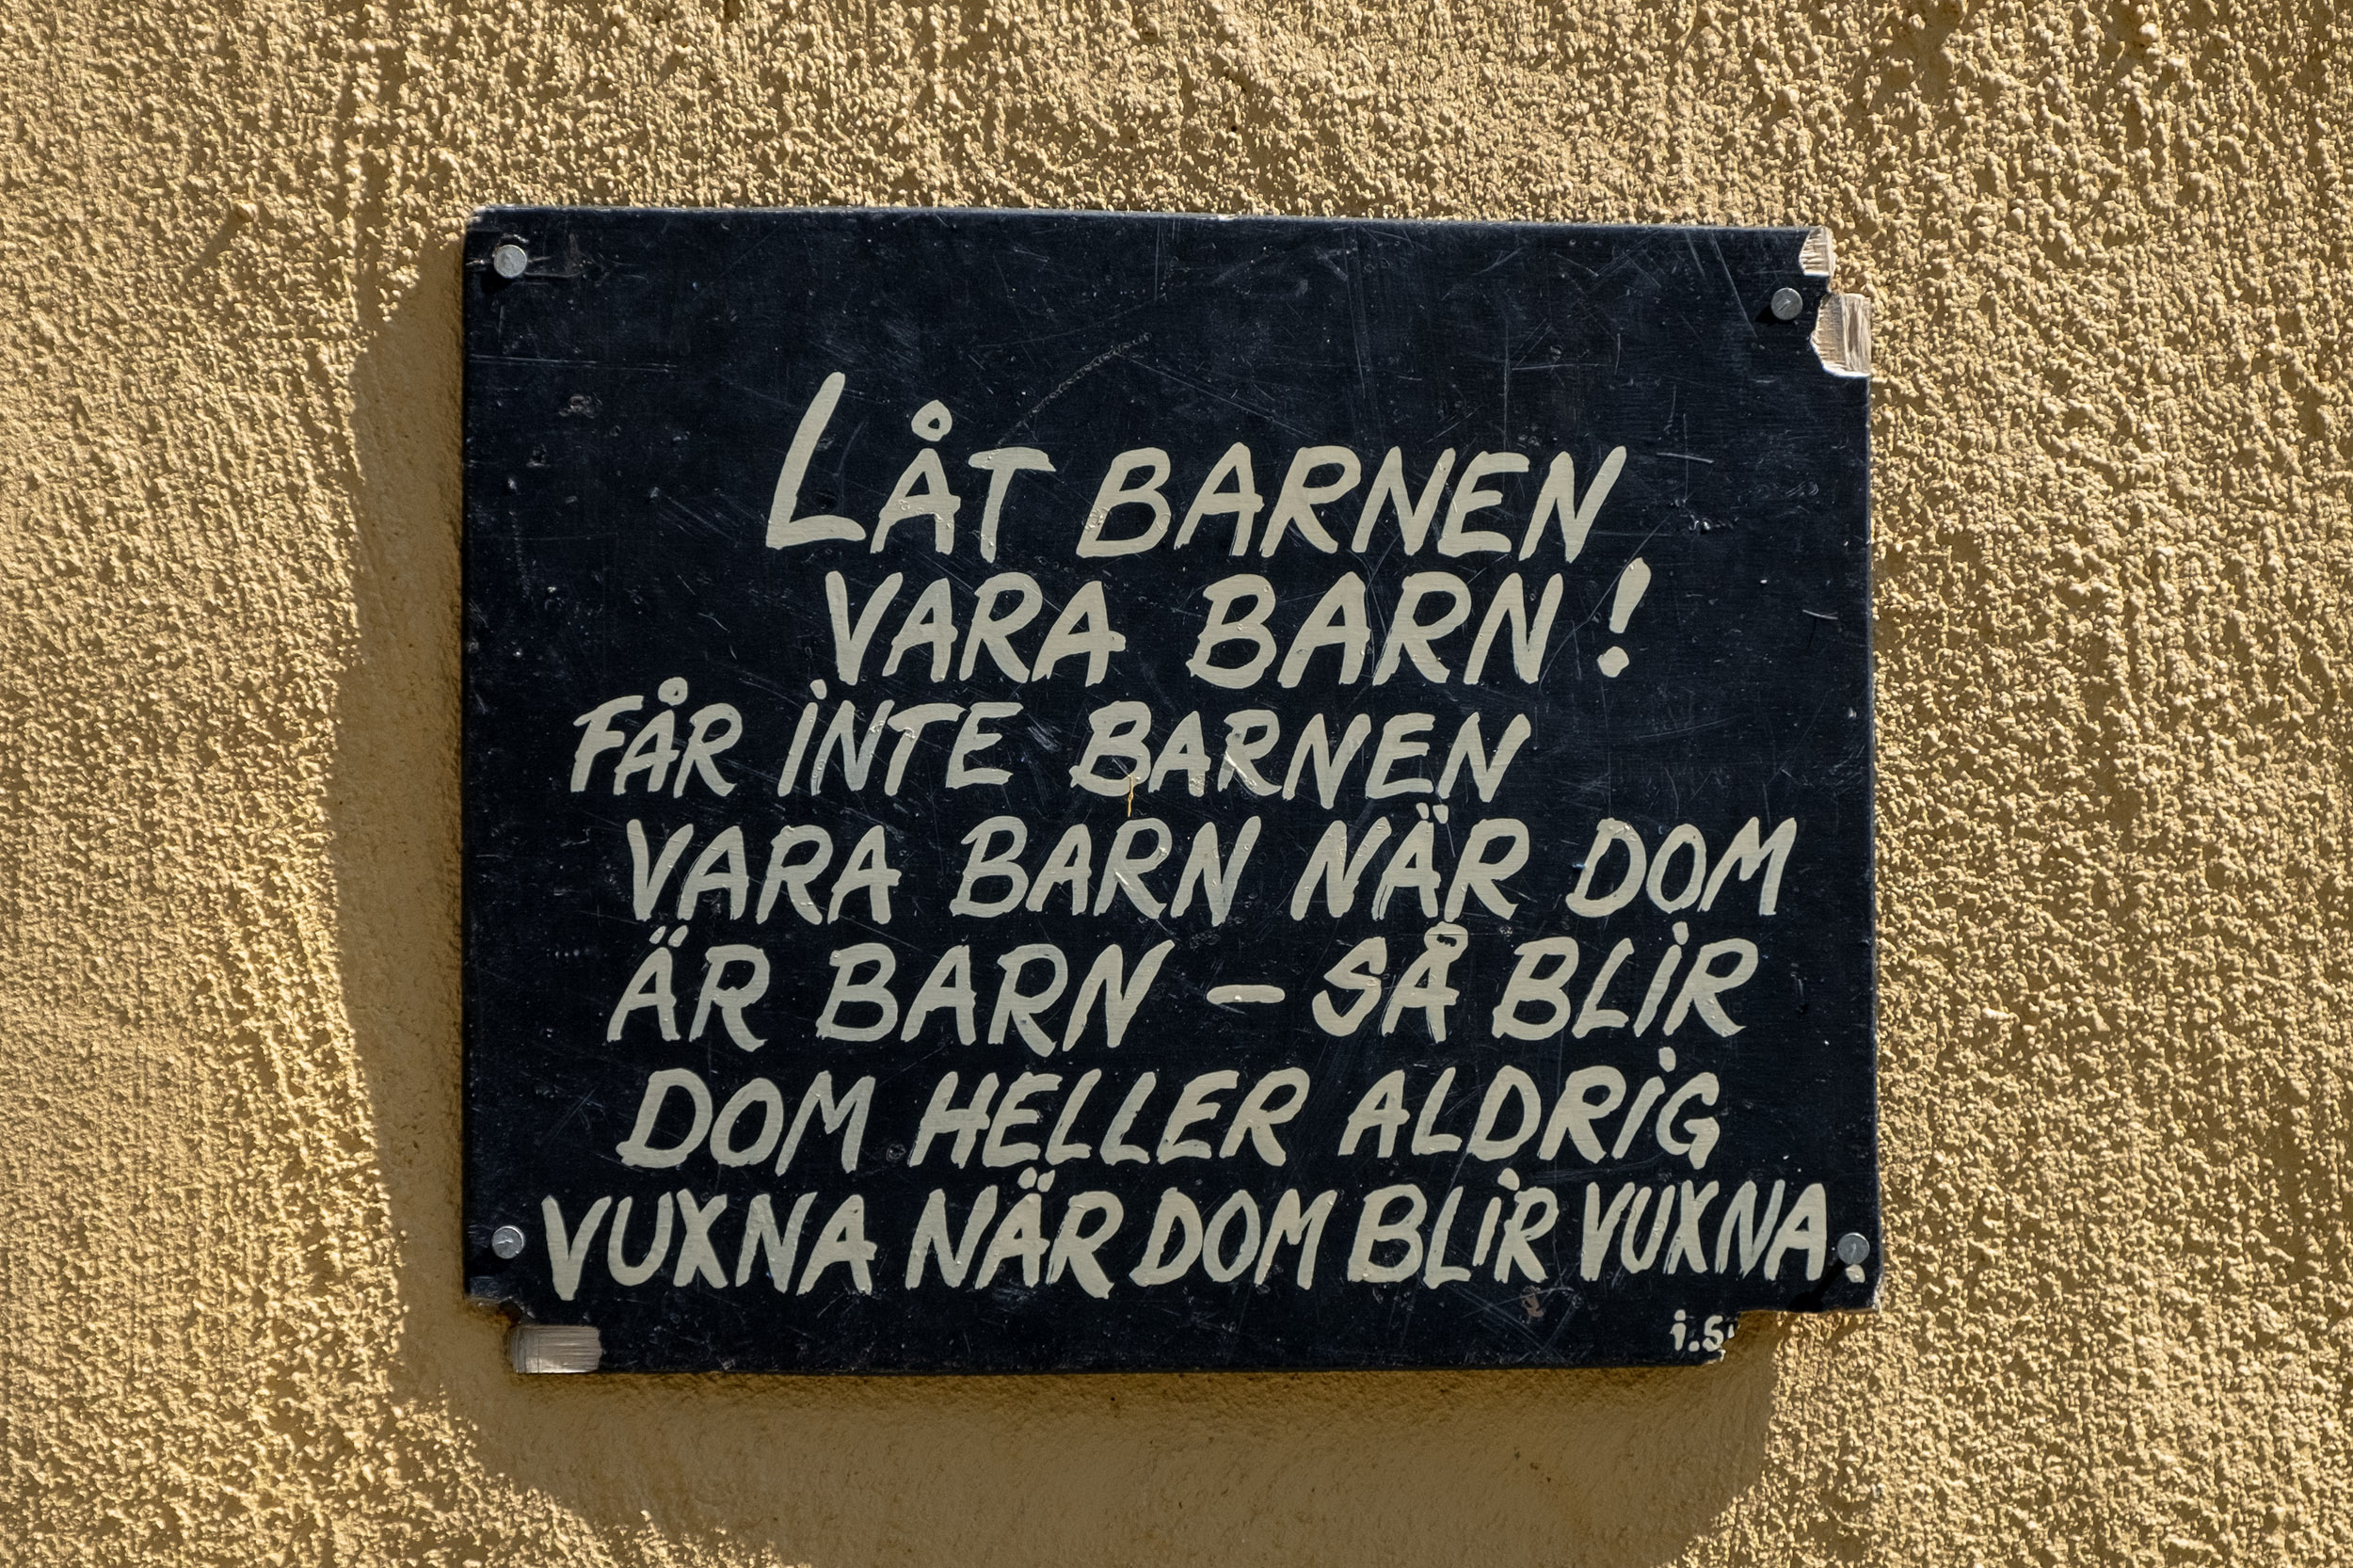 LÅT BARNEN
VARA BARN!
FÅR INTE BARNEN
VARA BARN NÄR DOM
ÄR BARN – SÅ BLIR
DOM HELLER ALDRIG
VUXNA NÄR DOM BLIR VUXNA.
i.S